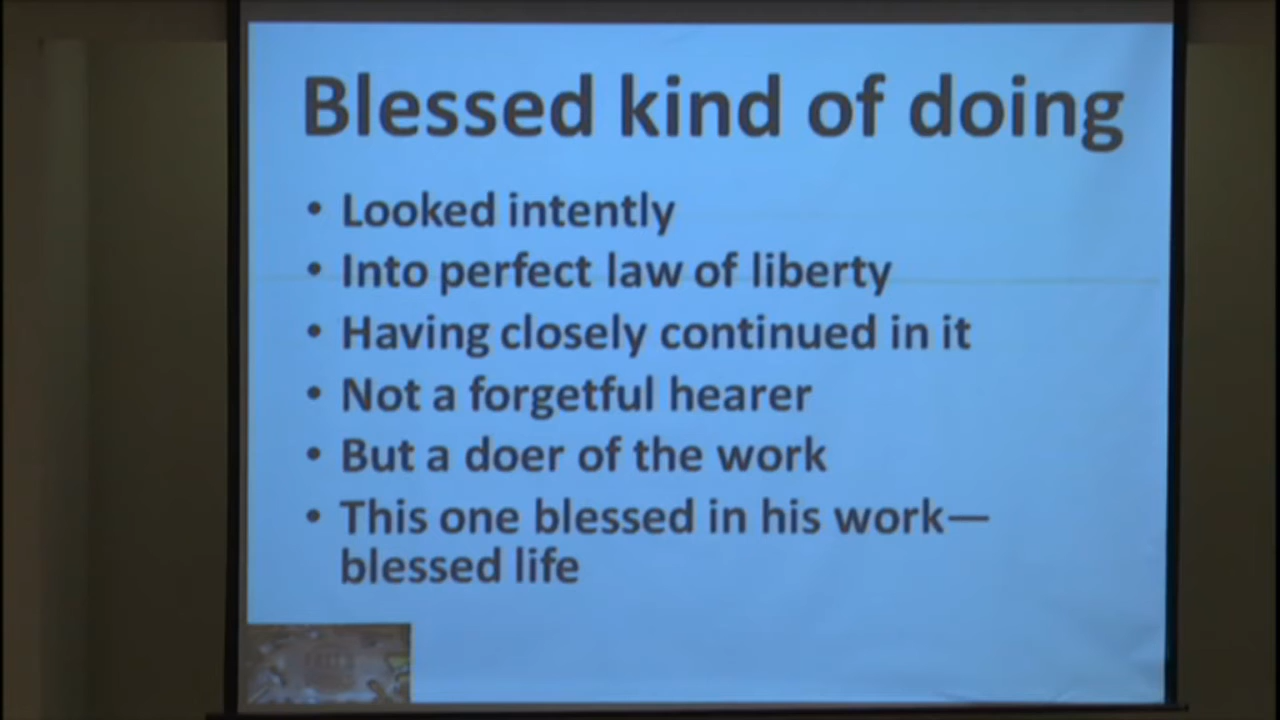 Blessed kind of doing
• Looked intently
• Into perfect law of liberty
• Having closely continued in it
• Not a forgetful hearer
• But a doer of the work
• This one blessed in his work—
blessed life